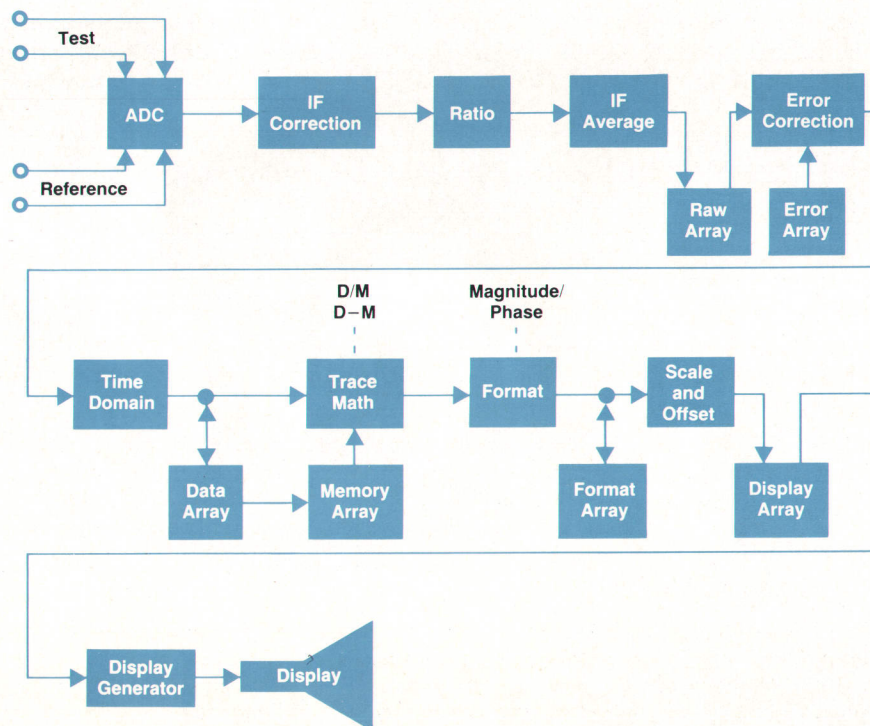 Test
ADC
Reference
IF
Correction
Ratio
IF
Average
Raw
Array
Error
Correction
Error
Array
Time
Domain
Data
Array
D/M
D−M
Trace
Math
Memory
Array
Magnitude/
Phase
Format
Format
Array
Scale
and
Offset
Display
Array
Display
Generator
Display